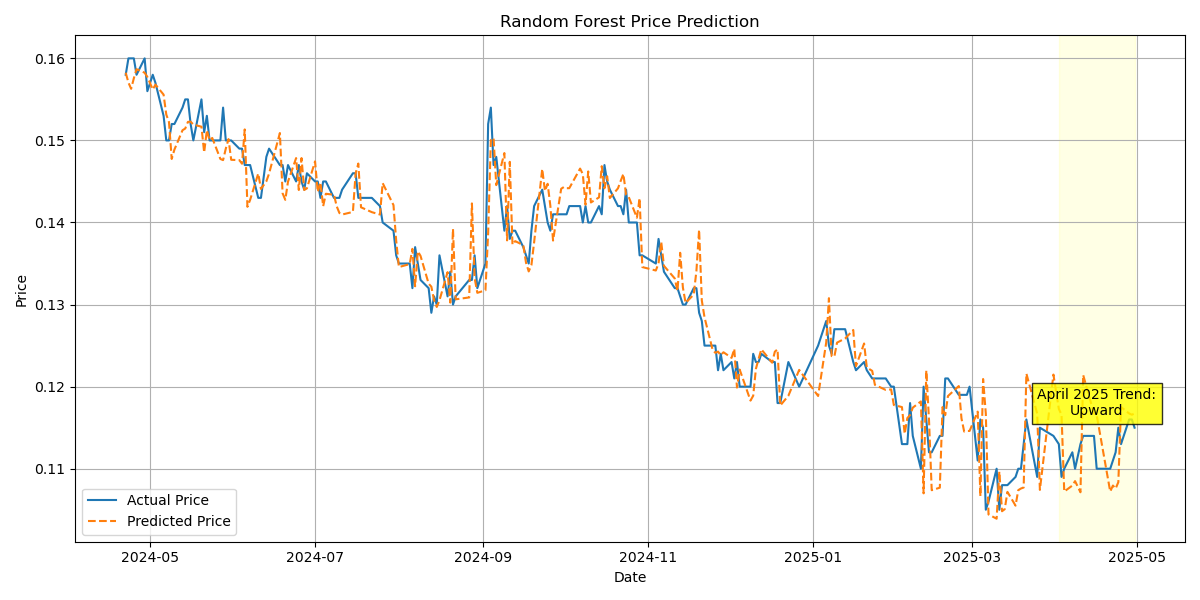 Random Forest Price Prediction
0.16
0.15
0.14
0.13
0.12
0.11
Price
April 2025 Trend:
Upward
Actual Price
Predicted Price
2024-05
2024-07
2024-09
2024-11
2025-01
2025-03
2025-05
Date